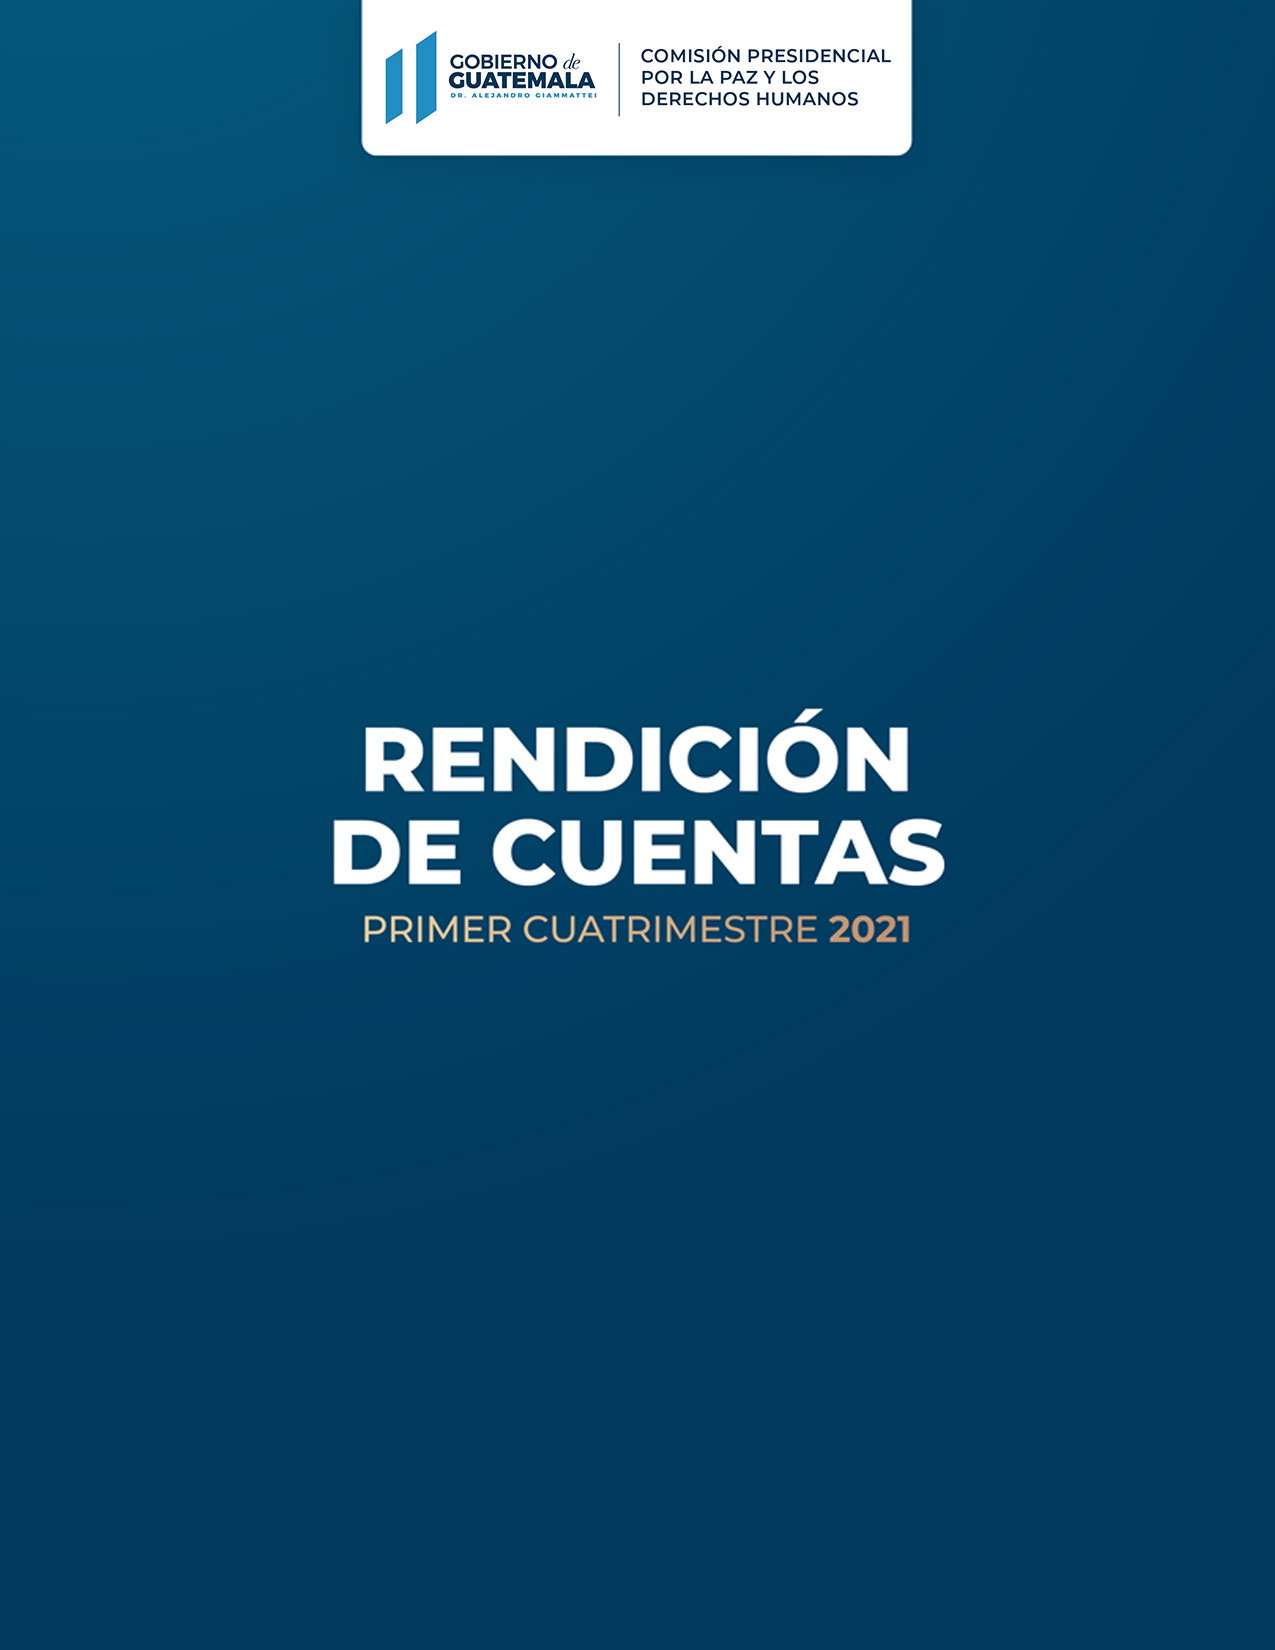 GOBIERNO de
GUATEMALA
DR. ALEJANDRO GIAMMATTEI
COMISIÓN PRESIDENCIAL
POR LA PAZ Y LOS
DERECHOS HUMANOS
RENDICIÓN
DE CUENTAS
PRIMER CUATRIMESTRE 2021